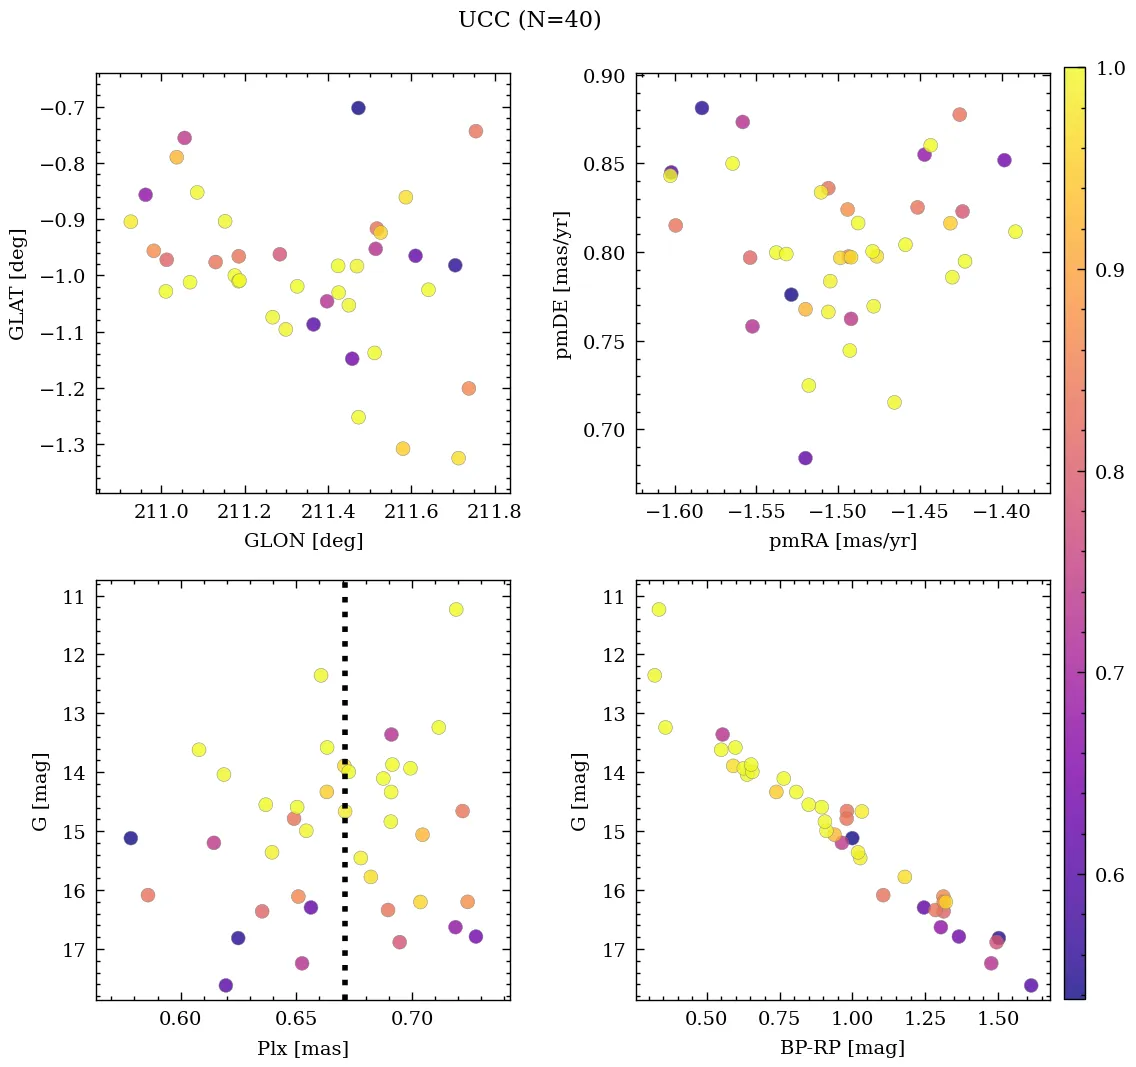 UCC (N=40)
−0.7
−0.8
−0.9
−1.0
−1.1
−1.2
−1.3
GLAT [deg]
211.0 211.2 211.4 211.6 211.8
GLON [deg]
0.90
0.85
0.80
0.75
0.70
pmDE [mas/yr]
−1.60 −1.55 −1.50 −1.45 −1.40
pmRA [mas/yr]
1.0
0.9
0.8
0.7
0.6
11
12
13
14
15
16
17
G [mag]
0.60 0.65 0.70
Plx [mas]
11
12
13
14
15
16
17
G [mag]
0.50 0.75 1.00 1.25 1.50
BP-RP [mag]